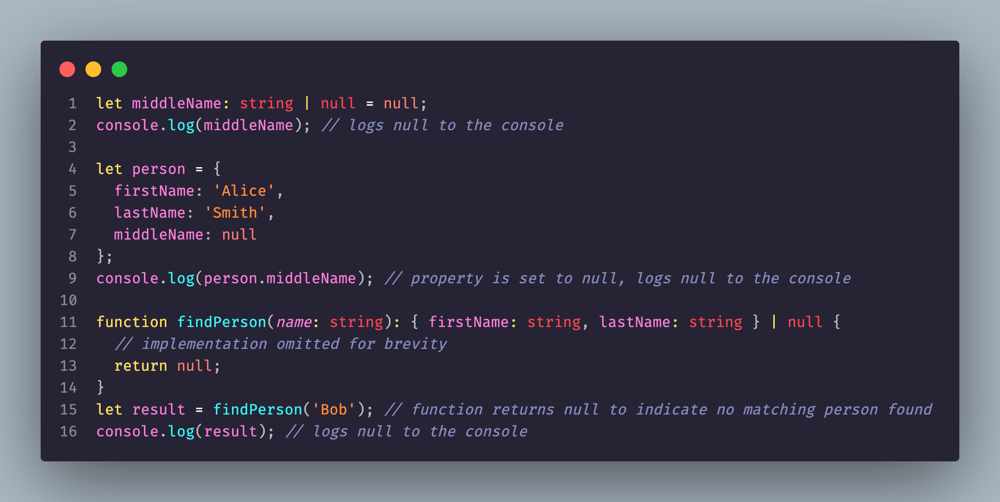 1 let middleName: string | null = null;
2 console.log(middleName); // logs null to the console
3
4 let person = {
5   firstName: 'Alice',
6   lastName: 'Smith',
7   middleName: null
8 };
9 console.log(person.middleName); // property is set to null, logs null to the console
10
11 function findPerson(name: string): { firstName: string, lastName: string } | null {
12   // implementation omitted for brevity
13   return null;
14 }
15 let result = findPerson('Bob'); // function returns null to indicate no matching person found
16 console.log(result); // logs null to the console